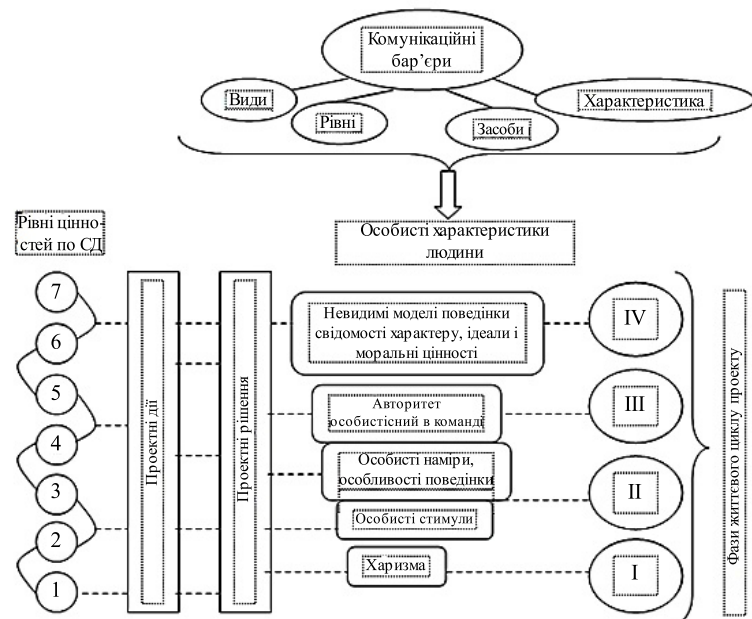 Комунікаційні
бар’єри
Види
Рівні
Засоби
Характеристика
Рівні цінно-
стей по СД
Особисті характеристики
людини
7
6
5
4
3
2
1
Проектні дії
Проектні рішення
Невидимі моделі поведінки
свідомості характеру, ідеали і
моральні цінності
Авторитет
особистісний в команді
Особисті наміри,
особливості поведінки
Особисті стимули
Харизма
IV
III
II
I
Фази життєвого циклу проекту